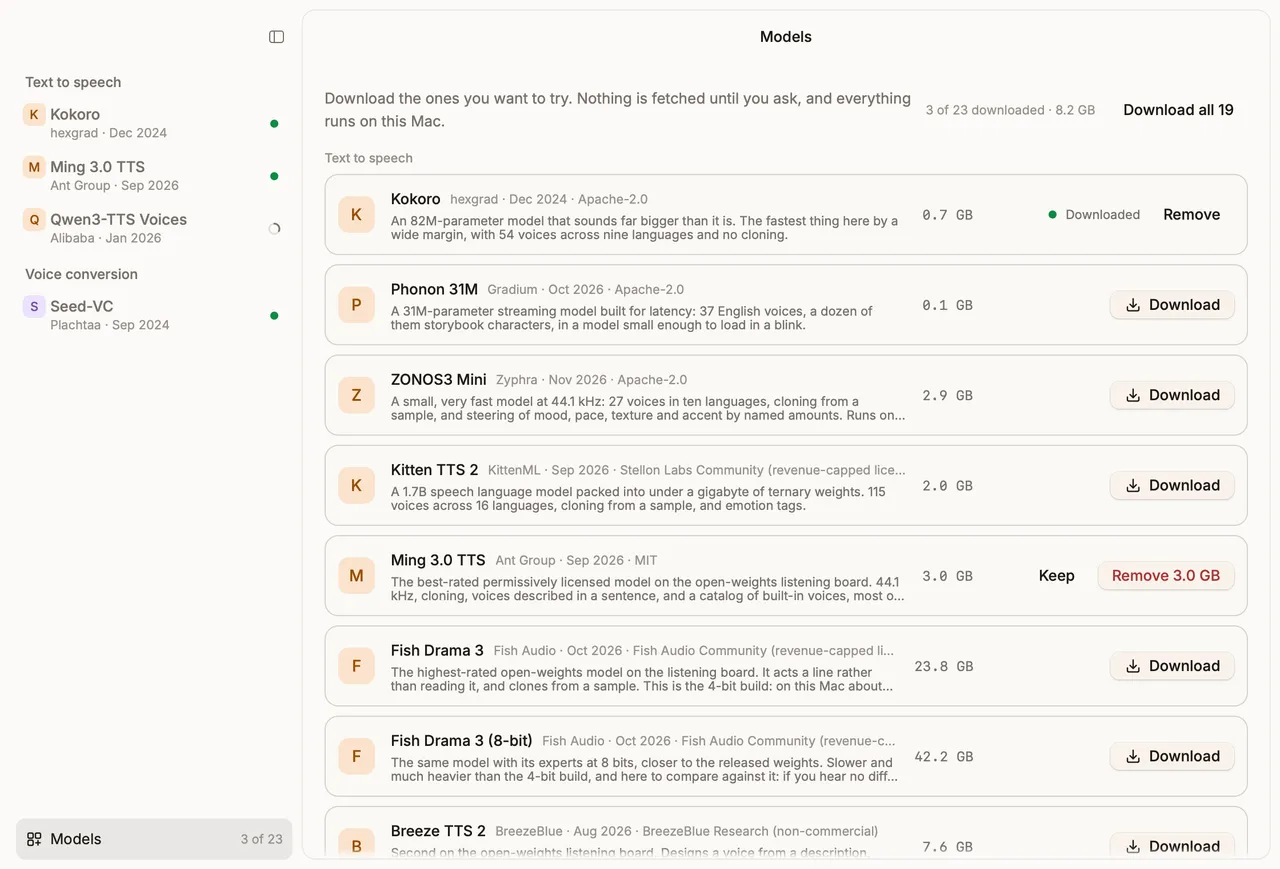 Models
Text to speech
K
Kokoro
hexgrad · Dec 2024
M
Ming 3.0 TTS
Ant Group · Sep 2026
Q
Qwen3-TTS Voices
Alibaba · Jan 2026
Voice conversion
S
Seed-VC
Plachtaa · Sep 2024
Models
3 of 23
Download the ones you want to try. Nothing is fetched until you ask, and everything
runs on this Mac.
3 of 23 downloaded · 8.2 GB
Download all 19
Text to speech
K
Kokoro hexgrad · Dec 2024 · Apache-2.0
An 82M-parameter model that sounds far bigger than it is. The fastest thing here by a
wide margin, with 54 voices across nine languages and no cloning.
0.7 GB
Downloaded
Remove
P
Phonon 31M Gradium · Oct 2026 · Apache-2.0
A 31M-parameter streaming model built for latency: 37 English voices, a dozen of
them storybook characters, in a model small enough to load in a blink.
0.1 GB
Download
Z
ZONOS3 Mini Zyphra · Nov 2026 · Apache-2.0
A small, very fast model at 44.1 kHz: 27 voices in ten languages, cloning from a
sample, and steering of mood, pace, texture and accent by named amounts. Runs on...
2.9 GB
Download
K
Kitten TTS 2 KittenML · Sep 2026 · Stellon Labs Community (revenue-capped lice...
A 1.7B speech language model packed into under a gigabyte of ternary weights. 115
voices across 16 languages, cloning from a sample, and emotion tags.
2.0 GB
Download
M
Ming 3.0 TTS Ant Group · Sep 2026 · MIT
The best-rated permissively licensed model on the open-weights listening board. 44.1
kHz, cloning, voices described in a sentence, and a catalog of built-in voices, most o...
3.0 GB
Keep
Remove 3.0 GB
F
Fish Drama 3 Fish Audio · Oct 2026 · Fish Audio Community (revenue-capped li...
The highest-rated open-weights model on the listening board. It acts a line rather
than reading it, and clones from a sample. This is the 4-bit build: on this Mac about...
23.8 GB
Download
F
Fish Drama 3 (8-bit) Fish Audio · Oct 2026 · Fish Audio Community (revenue-c...
The same model with its experts at 8 bits, closer to the released weights. Slower and
much heavier than the 4-bit build, and here to compare against it: if you hear no diff...
42.2 GB
Download
B
Breeze TTS 2 BreezeBlue · Aug 2026 · BreezeBlue Research (non-commercial)
Second on the open-weights listening board. Designs a voice from a description,
7.6 GB
Download